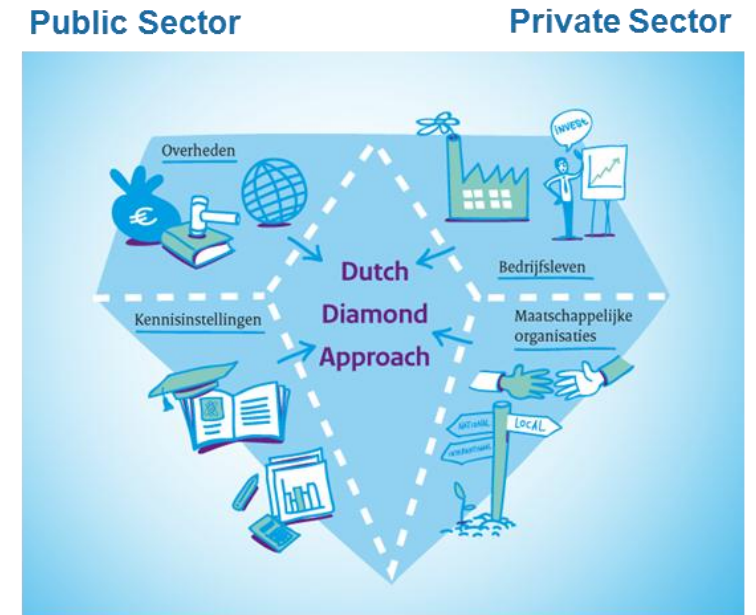 Public Sector
Private Sector
Overheden
INVEST
€
Dutch
Diamond
Approach
Bedrijfsleven
Kennisinstellingen
Maatschappelijke
organisaties
NATIONAL
LOCAL
INTERNATIONAL